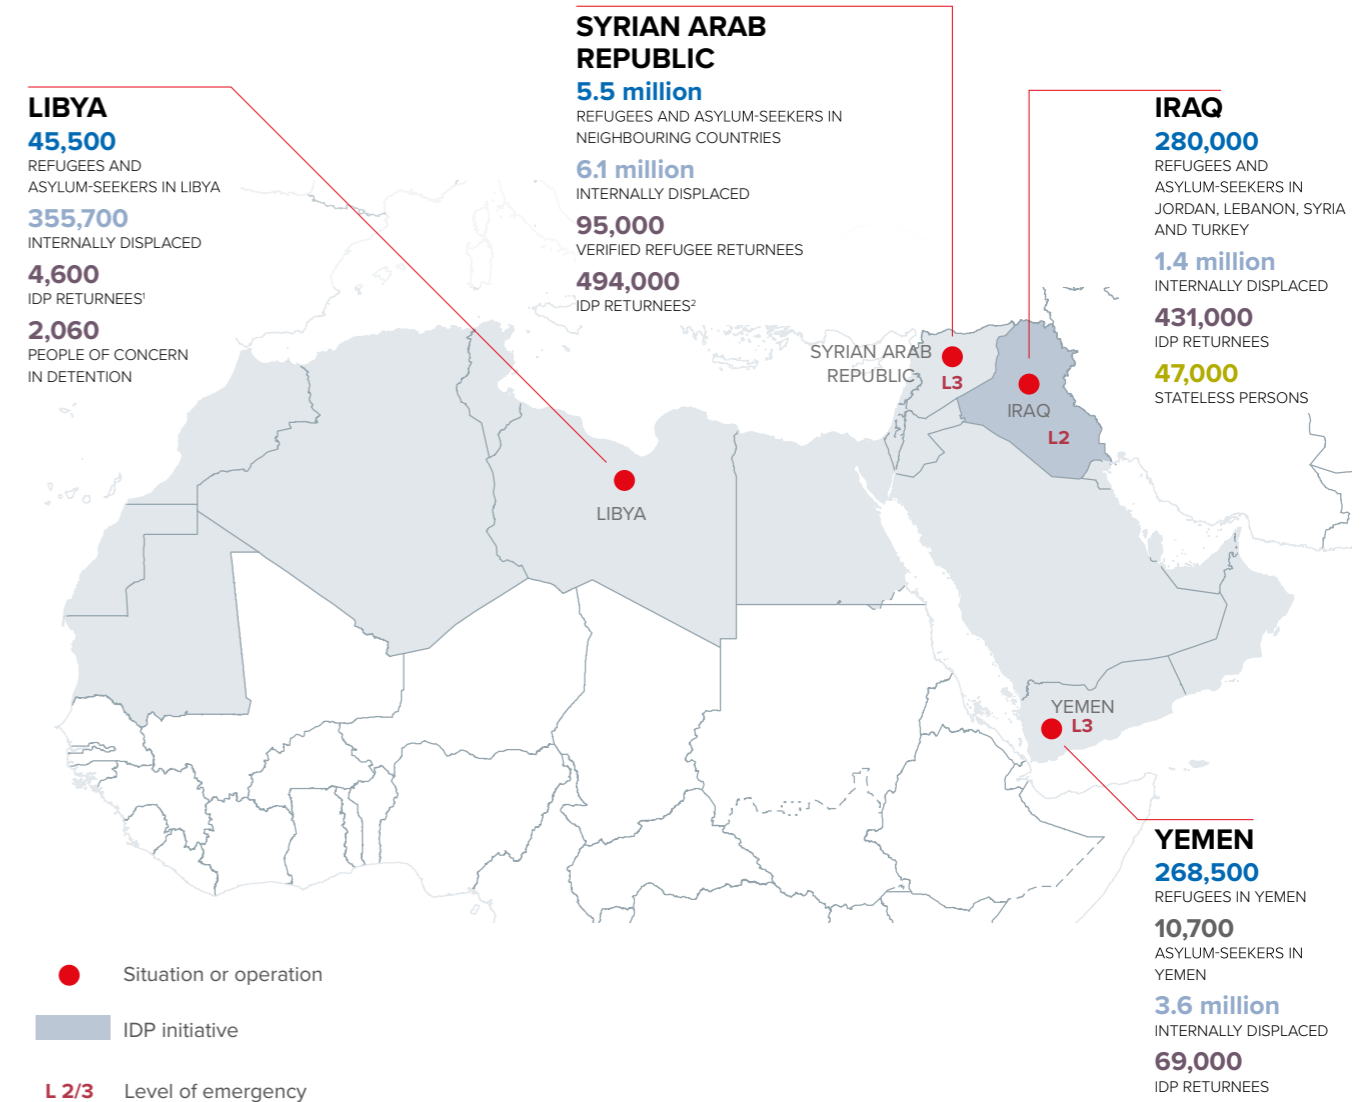 SYRIAN ARAB
REPUBLIC
5.5 million
REFUGEES AND ASYLUM-SEEKERS IN
NEIGHBOURING COUNTRIES
6.1 million
INTERNALLY DISPLACED
95,000
VERIFIED REFUGEE RETURNEES
494,000
IDP RETURNEES²
LIBYA
45,500
REFUGEES AND
ASYLUM-SEEKERS IN LIBYA
355,700
INTERNALLY DISPLACED
4,600
IDP RETURNEES¹
2,060
PEOPLE OF CONCERN
IN DETENTION
IRAQ
280,000
REFUGEES AND
ASYLUM-SEEKERS IN
JORDAN, LEBANON, SYRIA
AND TURKEY
1.4 million
INTERNALLY DISPLACED
431,000
IDP RETURNEES
47,000
STATELESS PERSONS
SYRIAN ARAB
REPUBLIC
L3
IRAQ
L2
LIBYA
YEMEN
L3
YEMEN
268,500
REFUGEES IN YEMEN
10,700
ASYLUM-SEEKERS IN
YEMEN
3.6 million
INTERNALLY DISPLACED
69,000
IDP RETURNEES
Situation or operation
IDP initiative
L 2/3 Level of emergency